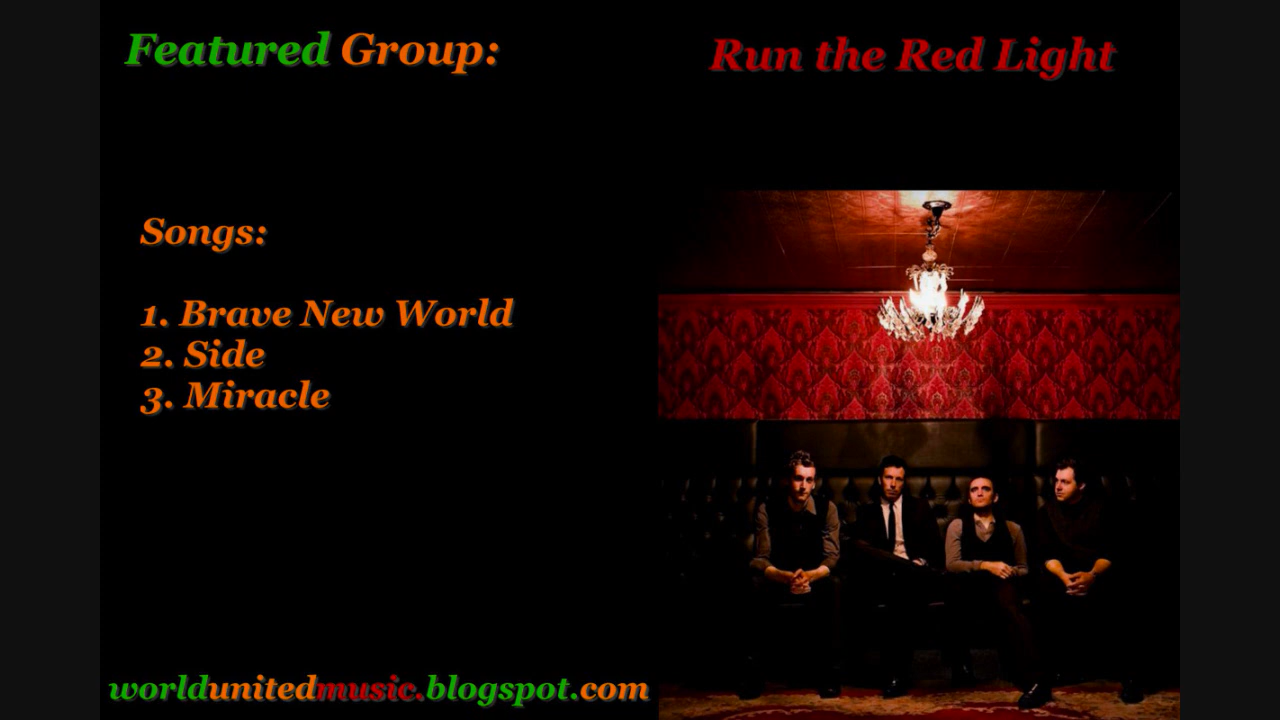 Featured Group:
Run the Red Light
Songs:
1. Brave New World
2. Side
3. Miracle
worldunitedmusic.blogspot.com